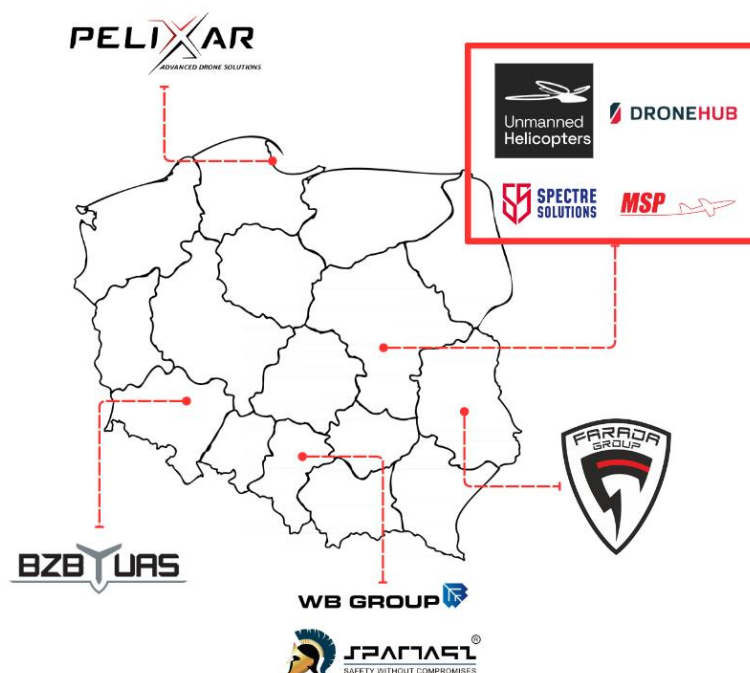 PELIXAR
ADVANCED DRONE SOLUTIONS
Unmanned
Helicopters
DRONEHUB
SPECTRE
SOLUTIONS
MSP
FARADA
GROUP
BZB UAS
WB GROUP
SPARTAQS®
SAFETY WITHOUT COMPROMISES